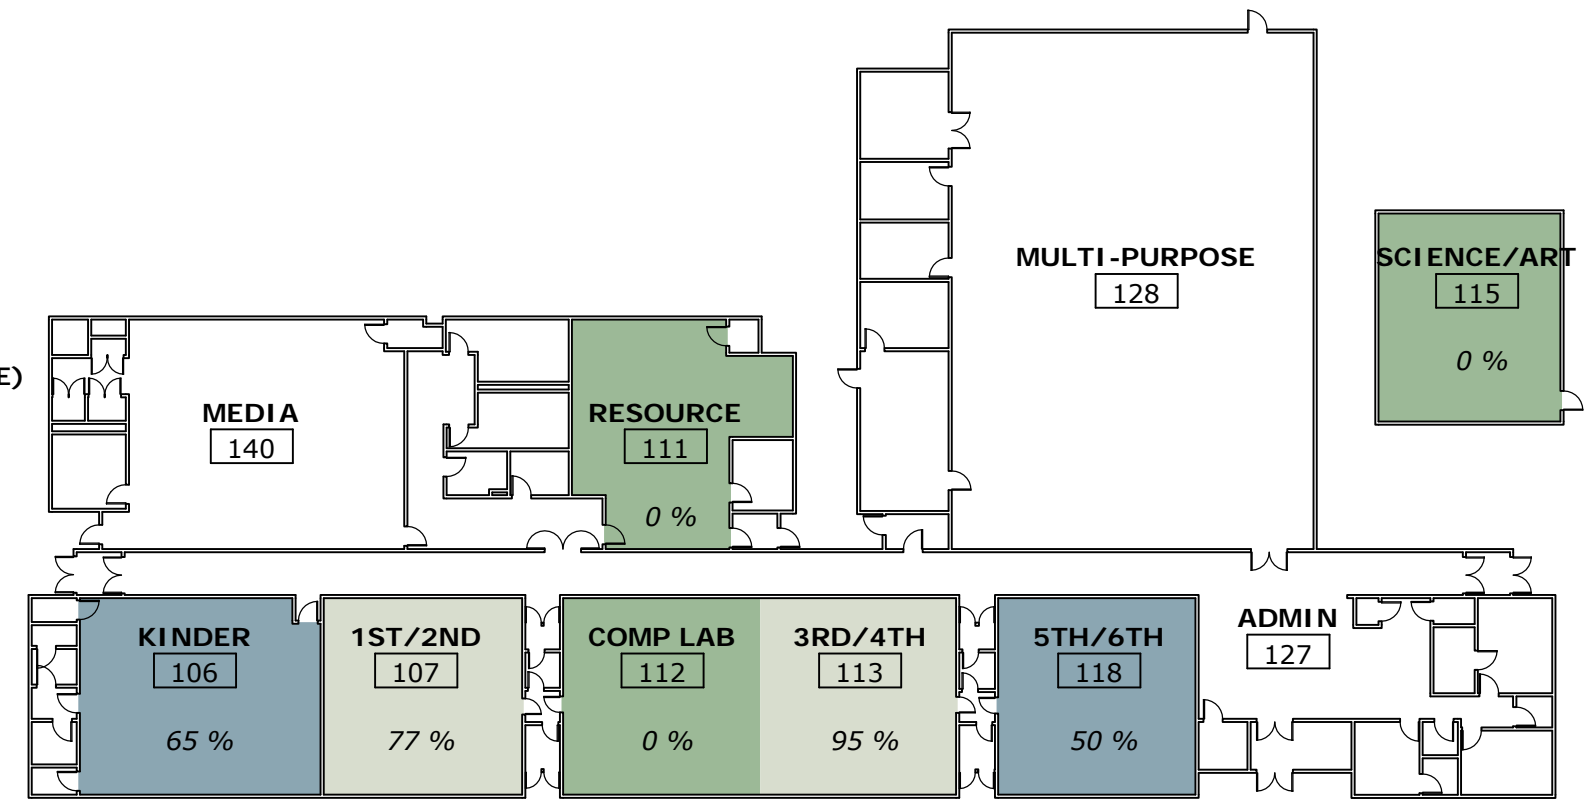 MULTI-PURPOSE
128
SCIENCE/ART
115
0 %
E)
MEDIA
140
RESOURCE
111
0 %
KINDER
106
65 %
1ST/2ND
107
77 %
COMP LAB
112
0 %
3RD/4TH
113
95 %
5TH/6TH
118
50 %
ADMIN
127